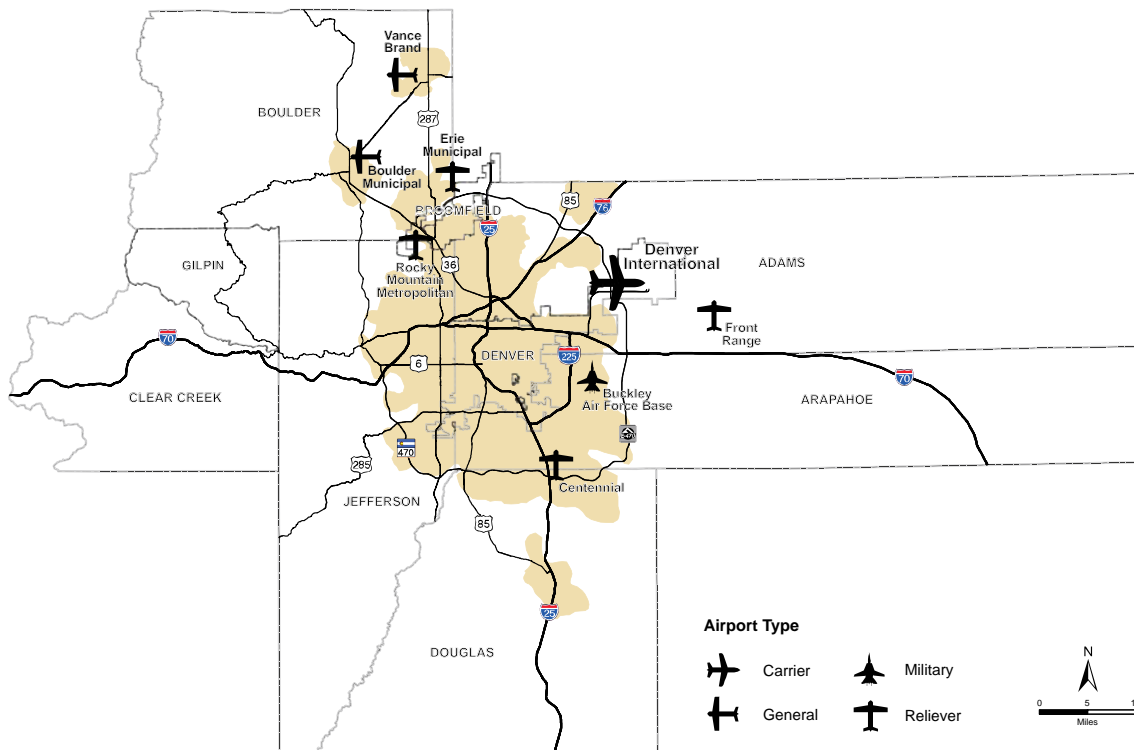 Vance
Brand
BOULDER
287
Erie
Municipal
Boulder
Municipal
85
76
BROOMFIELD
25
Denver
International
GILPIN
36
ADAMS
Rocky
Mountain
Metropolitan
Front
Range
70
DENVER
225
6
70
Buckley
Air Force Base
CLEAR CREEK
ARAPAHOE
470
285
Centennial
JEFFERSON
85
25
DOUGLAS
Airport Type
Carrier
Military
General
Reliever
N
0 5
Miles